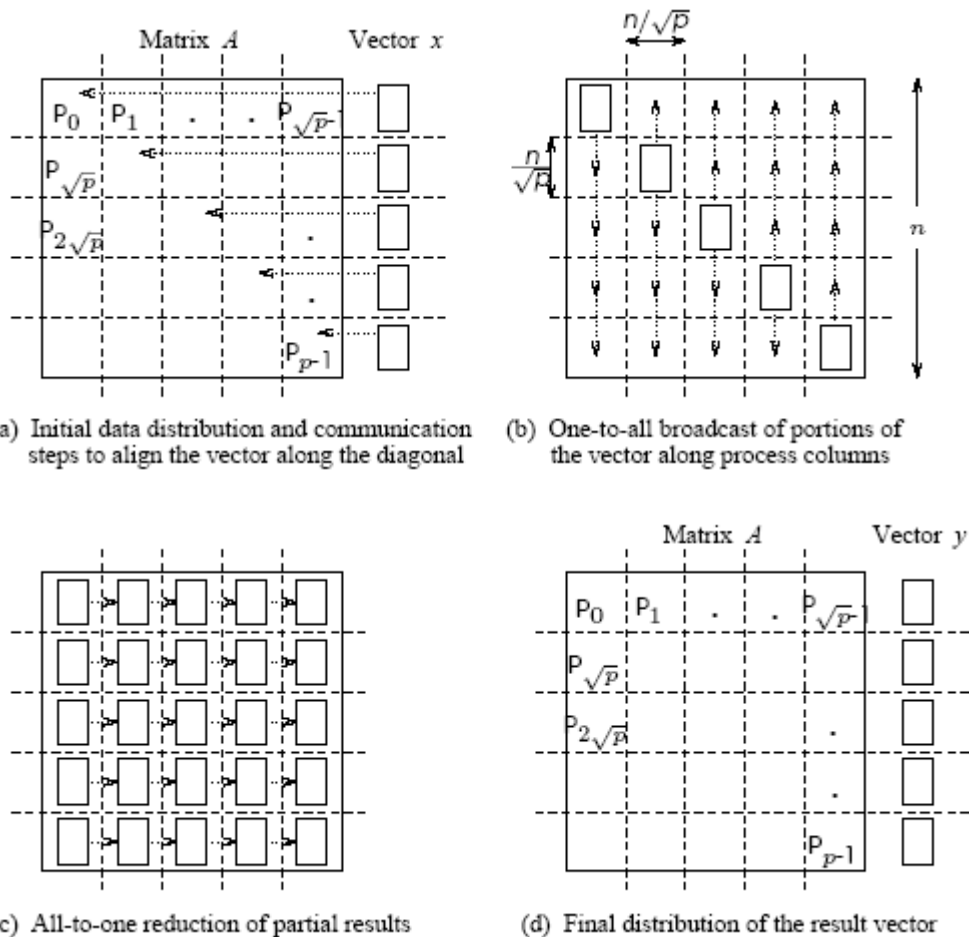 Matrix A Vector x
P0 P1 . . P√p-1
P√p
P2√p
.
.
Pp-1
n/√p
n/√p
n
a) Initial data distribution and communication
steps to align the vector along the diagonal
(b) One-to-all broadcast of portions of
the vector along process columns
Matrix A Vector y
P0 P1 . . P√p-1
P√p
P2√p
.
.
Pp-1
c) All-to-one reduction of partial results
(d) Final distribution of the result vector